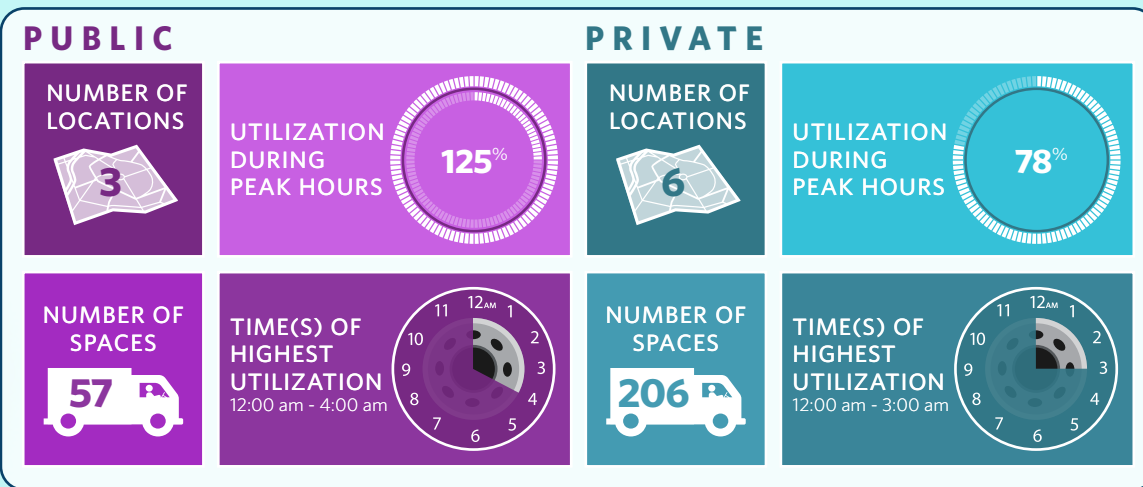 PUBLIC
NUMBER OF
LOCATIONS
3
UTILIZATION
DURING
PEAK HOURS
125%
NUMBER OF
SPACES
57
TIME(S) OF
HIGHEST
UTILIZATION
12:00 am - 4:00 am
12AM
1
2
3
4
5
6
7
8
9
10
11
PRIVATE
NUMBER OF
LOCATIONS
6
UTILIZATION
DURING
PEAK HOURS
78%
NUMBER OF
SPACES
206
TIME(S) OF
HIGHEST
UTILIZATION
12:00 am - 3:00 am
12AM
1
2
3
4
5
6
7
8
9
10
11